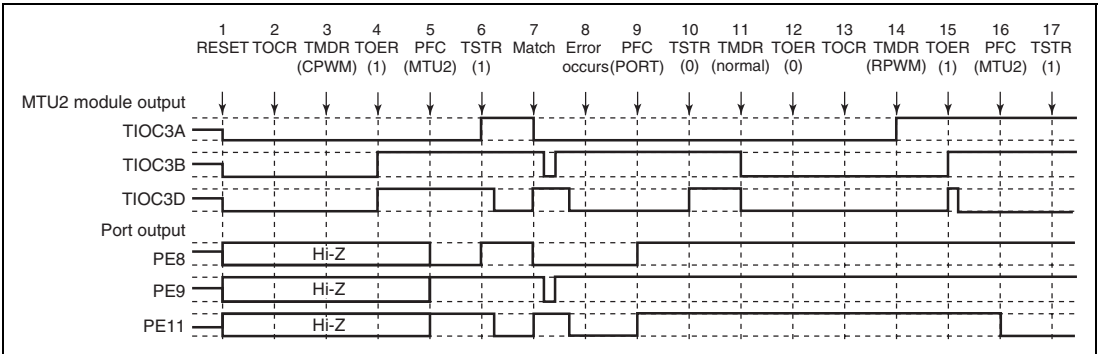 1 2 3 4 5 6 7 8 9 10 11 12 13 14 15 16 17
RESET TOCR TMDR TOER PFC TSTR Match Error PFC TSTR TMDR TOER TOCR TMDR TOER PFC TSTR
(CPWM) (1) (MTU2) (1) occurs (PORT) (0) (normal) (0) (RPWM) (1) (MTU2) (1)
MTU2 module output
TIOC3A
TIOC3B
TIOC3D
Port output
PE8 Hi-Z
PE9 Hi-Z
PE11 Hi-Z